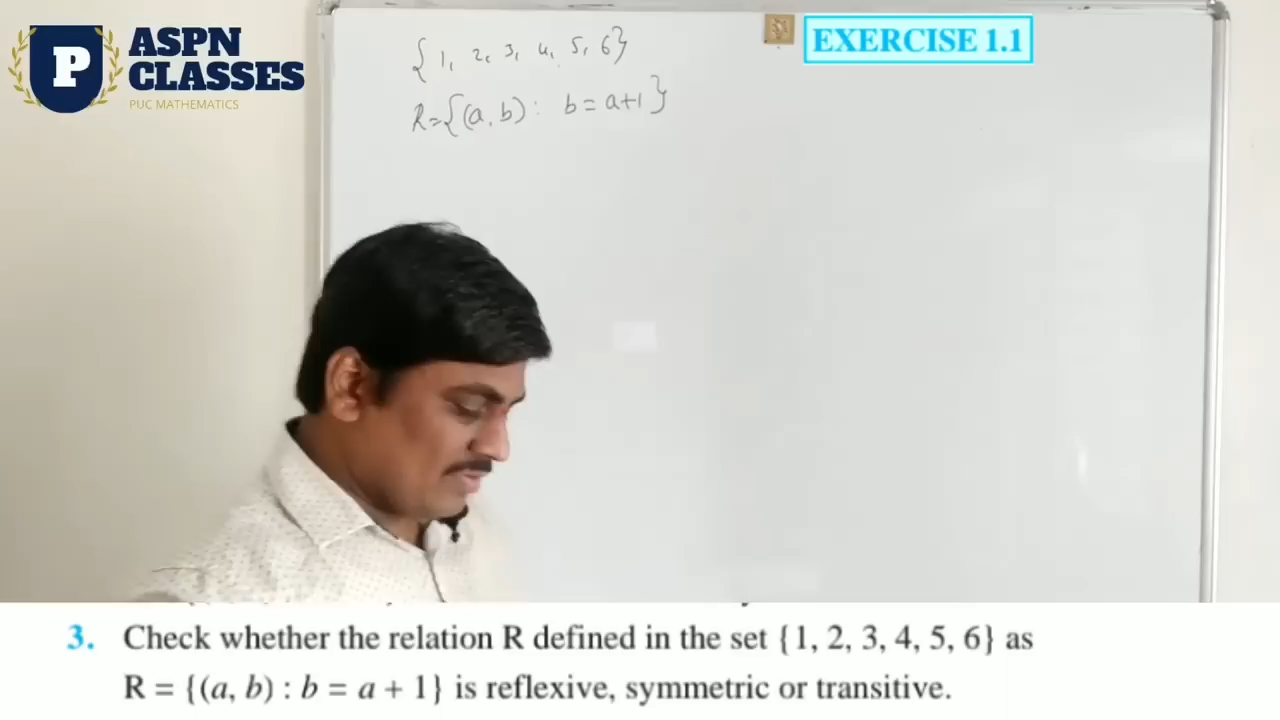 P
ASPN
CLASSES
PUC MATHEMATICS
EXERCISE 1.1
{1, 2, 3, 4, 5, 6}
R={(a, b): b=a+1}
3. Check whether the relation R defined in the set {1, 2, 3, 4, 5, 6} as
R = {(a, b) : b = a + 1} is reflexive, symmetric or transitive.